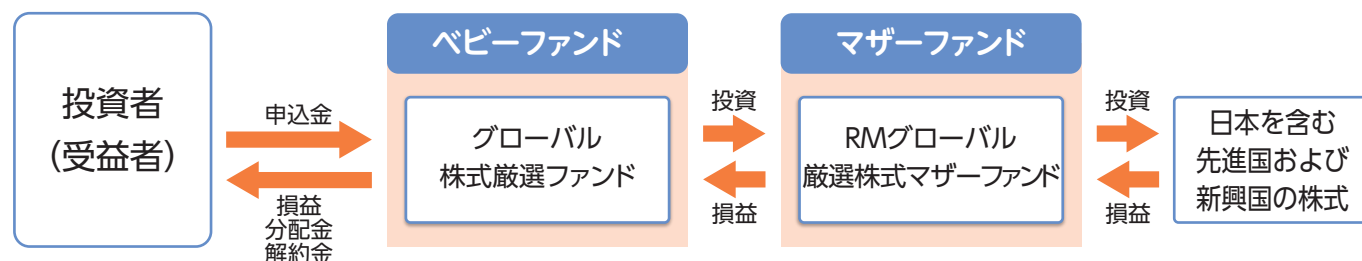 投資者
(受益者)
申込金
損益
分配金
解約金
ベビーファンド
グローバル
株式厳選ファンド
投資
損益
マザーファンド
RMグローバル
厳選株式マザーファンド
投資
損益
日本を含む
先進国および
新興国の株式